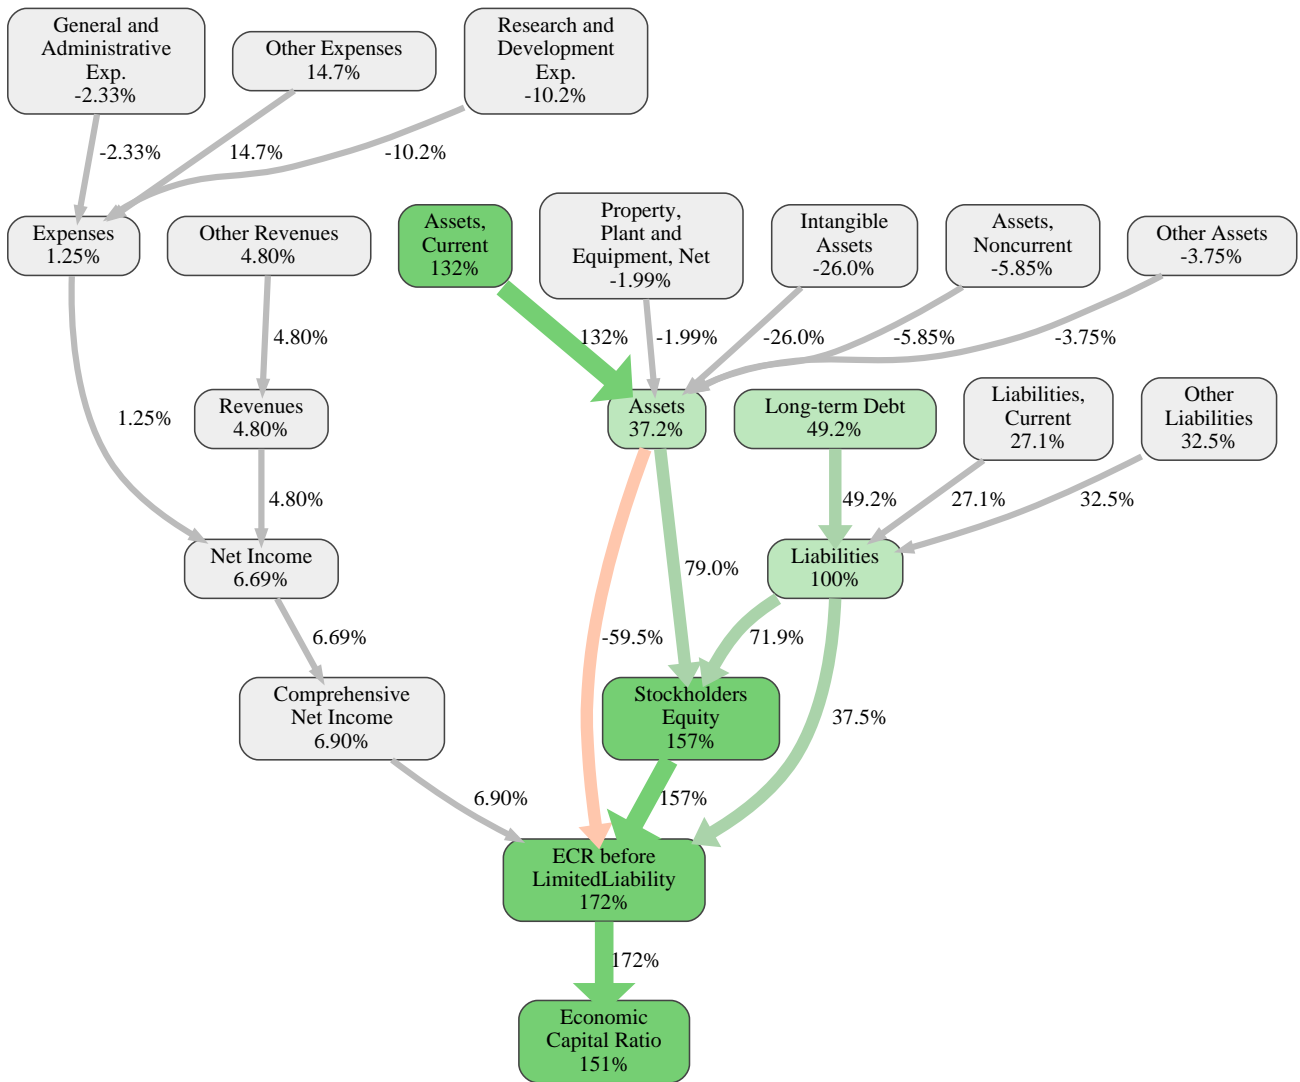 General and
Administrative
Exp.
-2.33%
Other Expenses
14.7%
Research and
Development
Exp.
-10.2%
-2.33%
14.7%
-10.2%
Expenses
1.25%
Other Revenues
4.80%
Assets,
Current
132%
Property,
Plant and
Equipment, Net
-1.99%
Intangible
Assets
-26.0%
Assets,
Noncurrent
-5.85%
Other Assets
-3.75%
4.80%
132%
-1.99%
-26.0%
-5.85%
-3.75%
1.25%
Revenues
4.80%
Assets
37.2%
Long-term Debt
49.2%
Liabilities,
Current
27.1%
Other
Liabilities
32.5%
4.80%
49.2%
27.1%
32.5%
Net Income
6.69%
79.0%
Liabilities
100%
6.69%
-59.5%
71.9%
Comprehensive
Net Income
6.90%
Stockholders
Equity
157%
37.5%
6.90%
157%
ECR before
LimitedLiability
172%
172%
Economic
Capital Ratio
151%